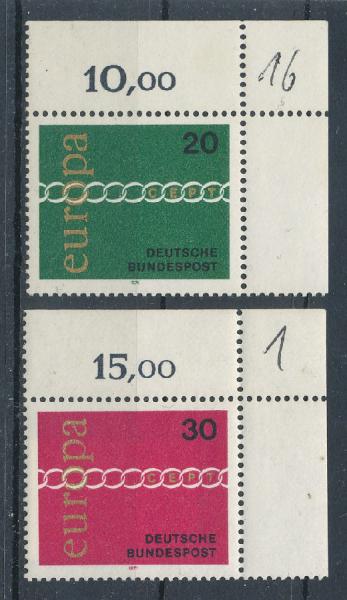 10,00
16
20
europa
CEPT
DEUTSCHE
BUNDESPOST
15,00
1
30
europa
CEPT
DEUTSCHE
BUNDESPOST